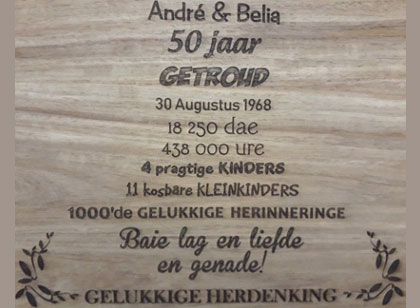 André & Belia
50 jaar
GETROUD
30 Augustus 1968
18 250 dae
438 000 ure
4 pragtige KINDERS
11 kosbare KLEINKINDERS
1000'de GELUKKIGE HERINNERINGE
Baie lag en liefde
en genade!
GELUKKIGE HERDENKING